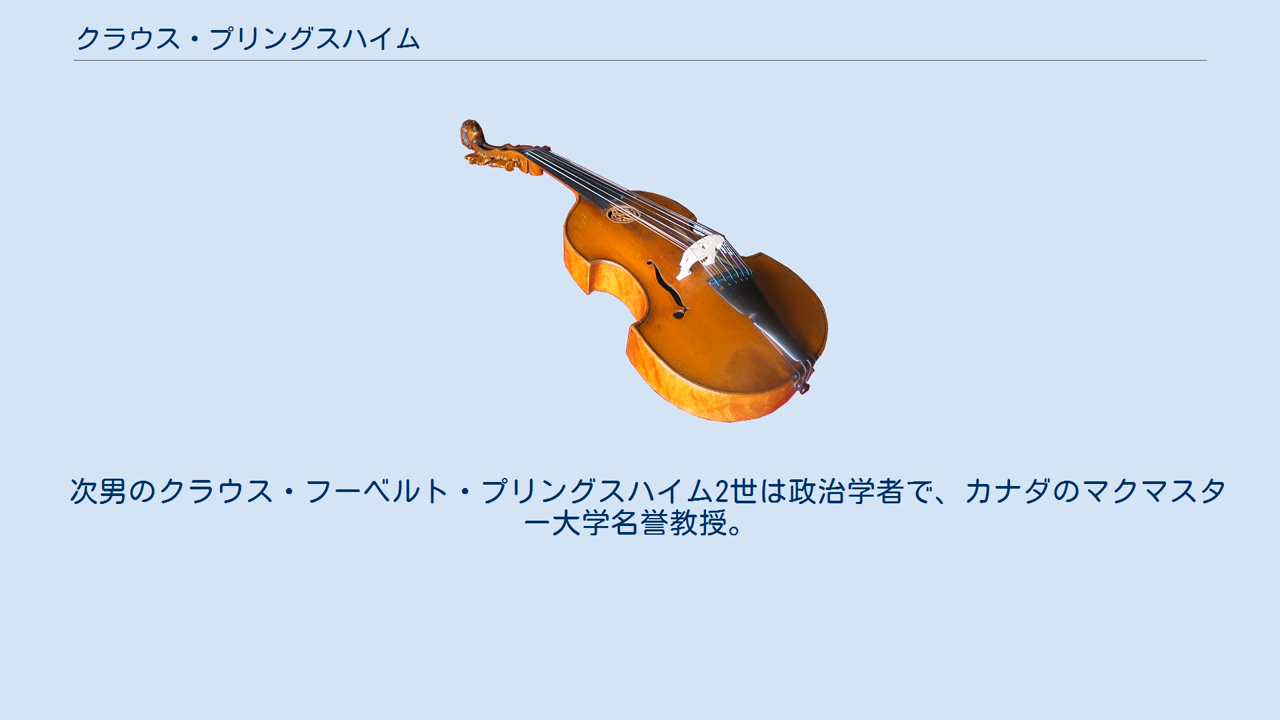 クラウス・プリングスハイム
次男のクラウス・フーベルト・プリングスハイム2世は政治学者で、カナダのマクマスタ
ー大学名誉教授。